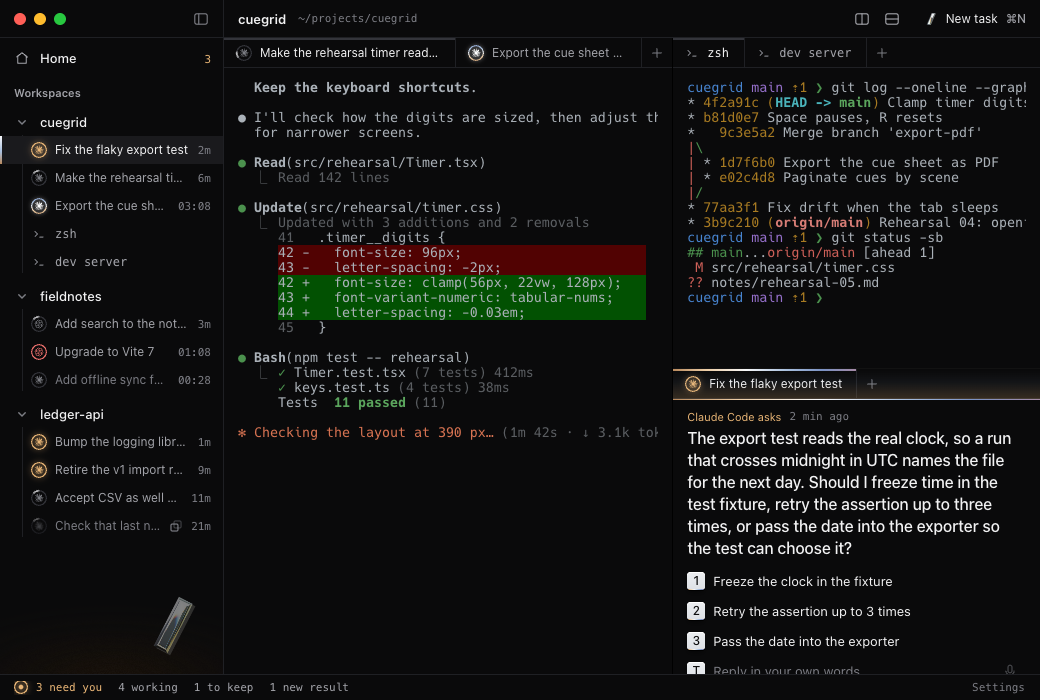 cuegrid ~/projects/cuegrid
New task ⌘N
Home 3
Workspaces
cuegrid
Fix the flaky export test 2m
Make the rehearsal ti… 6m
Export the cue sh… 03:08
zsh
dev server
fieldnotes
Add search to the not… 3m
Upgrade to Vite 7 01:08
Add offline sync f… 00:28
ledger-api
Bump the logging libr… 1m
Retire the v1 import r… 9m
Accept CSV as well … 11m
Check that last n… 21m
Make the rehearsal timer read…
Export the cue sheet …
Keep the keyboard shortcuts.
● I'll check how the digits are sized, then adjust th
for narrower screens.
● Read(src/rehearsal/Timer.tsx)
Read 142 lines
● Update(src/rehearsal/timer.css)
Updated with 3 additions and 2 removals
41 .timer__digits {
42 - font-size: 96px;
43 - letter-spacing: -2px;
42 + font-size: clamp(56px, 22vw, 128px);
43 + font-variant-numeric: tabular-nums;
44 + letter-spacing: -0.03em;
45 }
● Bash(npm test -- rehearsal)
✓ Timer.test.tsx (7 tests) 412ms
✓ keys.test.ts (4 tests) 38ms
Tests 11 passed (11)
✻ Checking the layout at 390 px… (1m 42s · ↓ 3.1k tok
zsh
dev server
cuegrid main ⇡1 ❯ git log --oneline --graph
* 4f2a91c (HEAD -> main) Clamp timer digits
* b81d0e7 Space pauses, R resets
* 9c3e5a2 Merge branch 'export-pdf'
|\
| * 1d7f6b0 Export the cue sheet as PDF
| * e02c4d8 Paginate cues by scene
|/
* 77aa3f1 Fix drift when the tab sleeps
* 3b9c210 (origin/main) Rehearsal 04: open
cuegrid main ⇡1 ❯ git status -sb
## main...origin/main [ahead 1]
M src/rehearsal/timer.css
?? notes/rehearsal-05.md
cuegrid main ⇡1 ❯
Fix the flaky export test
Claude Code asks 2 min ago
The export test reads the real clock, so a run
that crosses midnight in UTC names the file
for the next day. Should I freeze time in the
test fixture, retry the assertion up to three
times, or pass the date into the exporter so
the test can choose it?
1 Freeze the clock in the fixture
2 Retry the assertion up to 3 times
3 Pass the date into the exporter
T Reply in your own words
3 need you 4 working 1 to keep 1 new result
Settings